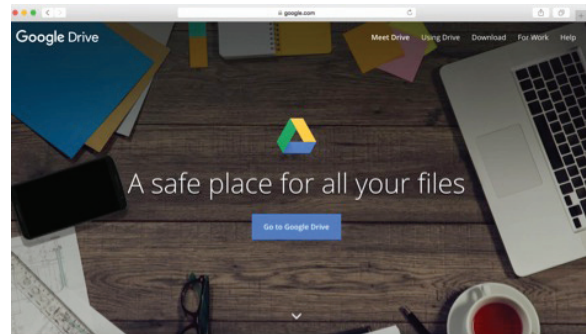 google.com
Google Drive
Meet Drive Using Drive Download For Work Help
A safe place for all your files
Go to Google Drive